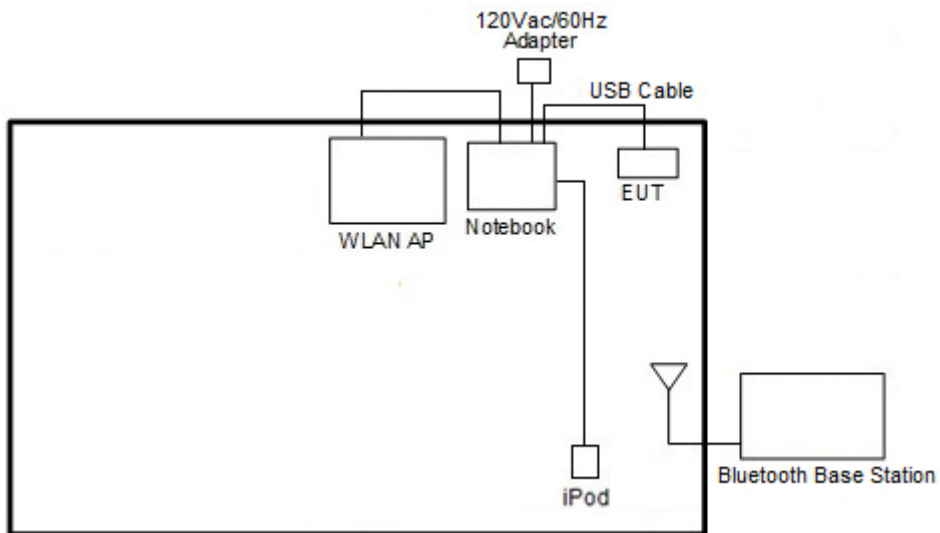 120Vac/60Hz
Adapter
USB Cable
WLAN AP
Notebook
EUT
iPod
Bluetooth Base Station